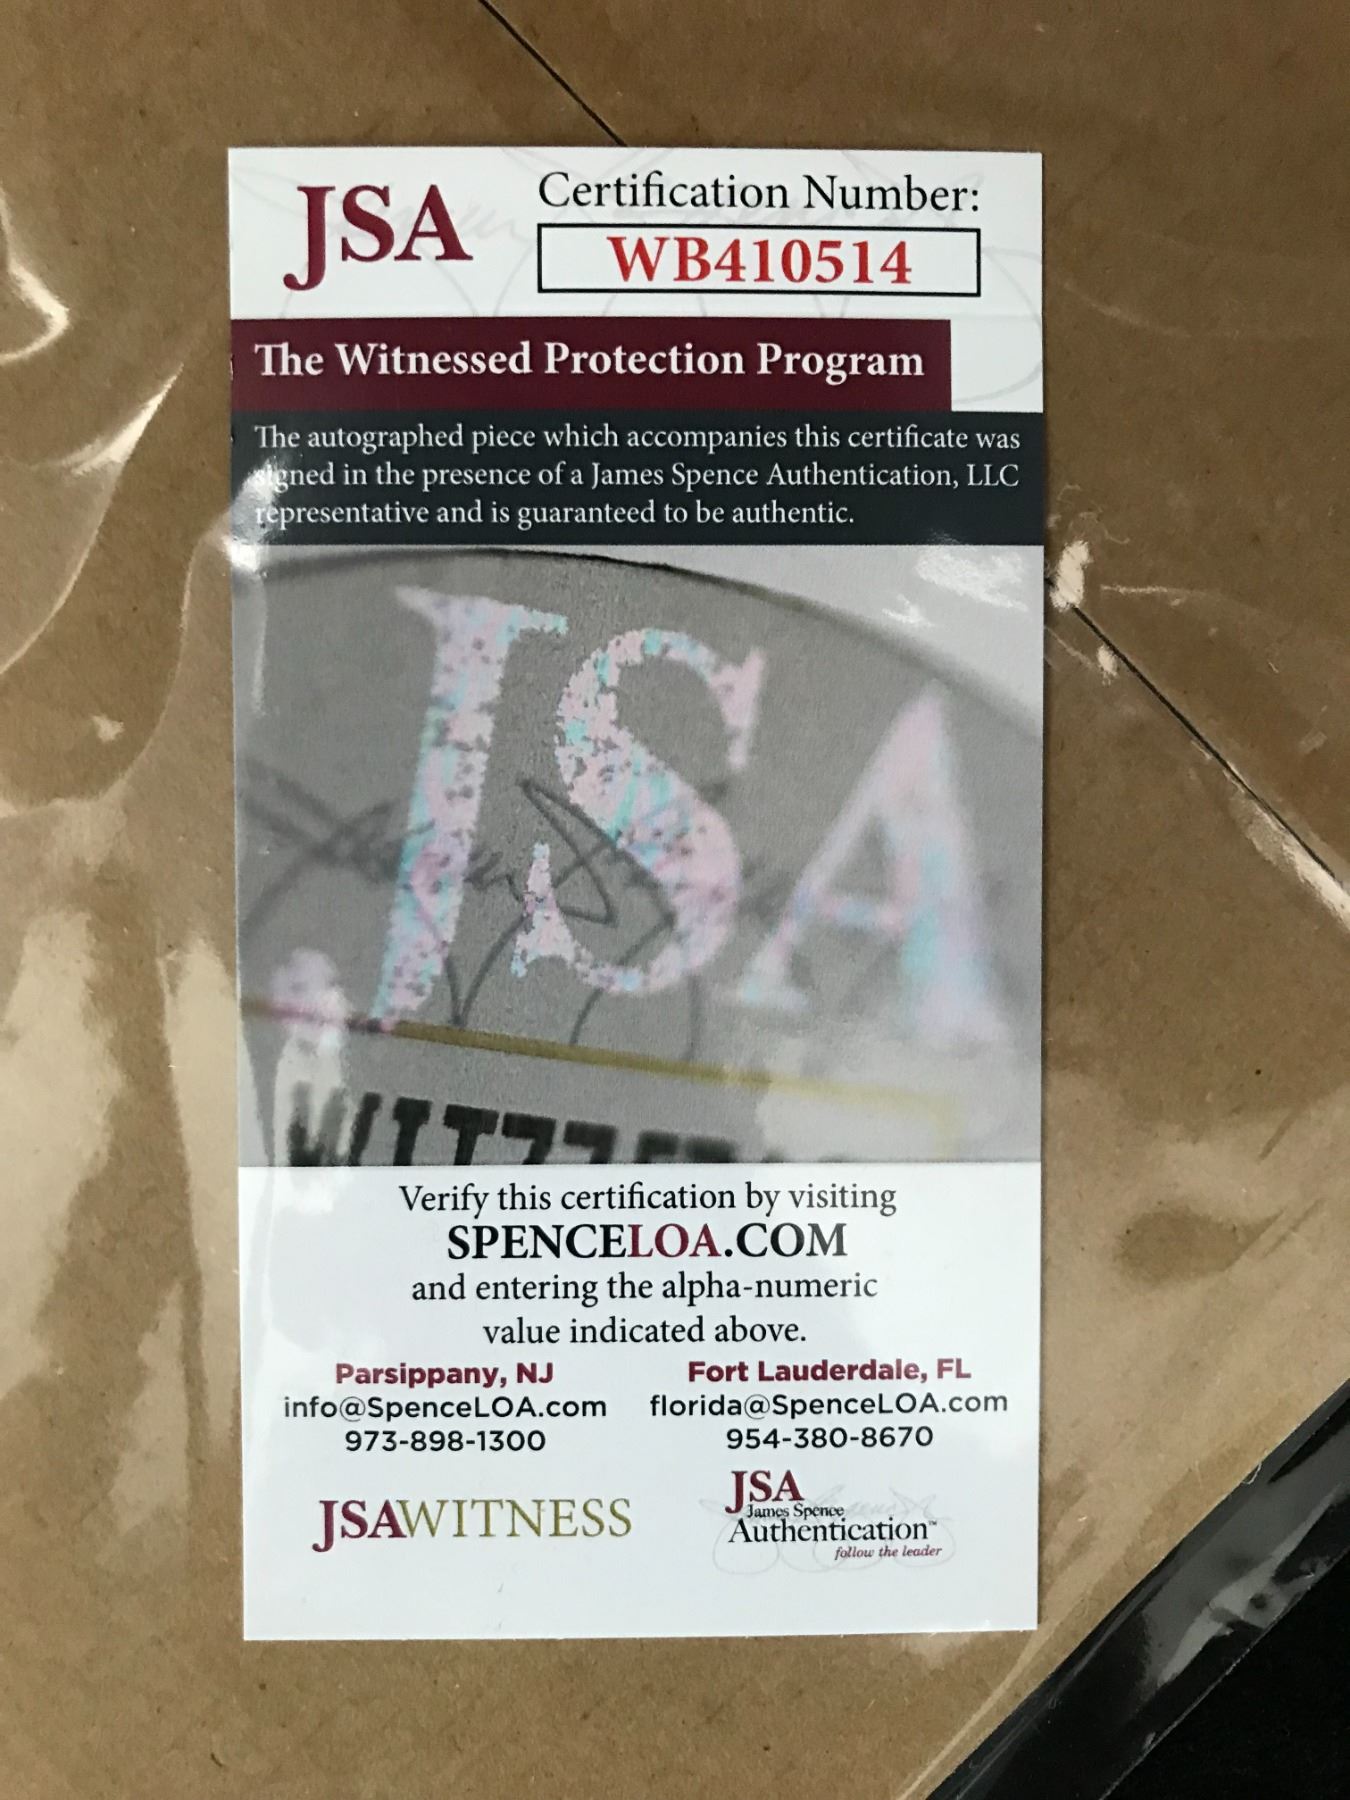 JSA
Certification Number:
WB410514
The Witnessed Protection Program
The autographed piece which accompanies this certificate was
signed in the presence of a James Spence Authentication, LLC
representative and is guaranteed to be authentic.
JSA
Verify this certification by visiting
SPENCELOA.COM
and entering the alpha-numeric
value indicated above.
Parsippany, NJ
info@SpenceLOA.com
973-898-1300
Fort Lauderdale, FL
florida@SpenceLOA.com
954-380-8670
JSAWITNESS
JSA
James Spence
Authentication™
follow the leader